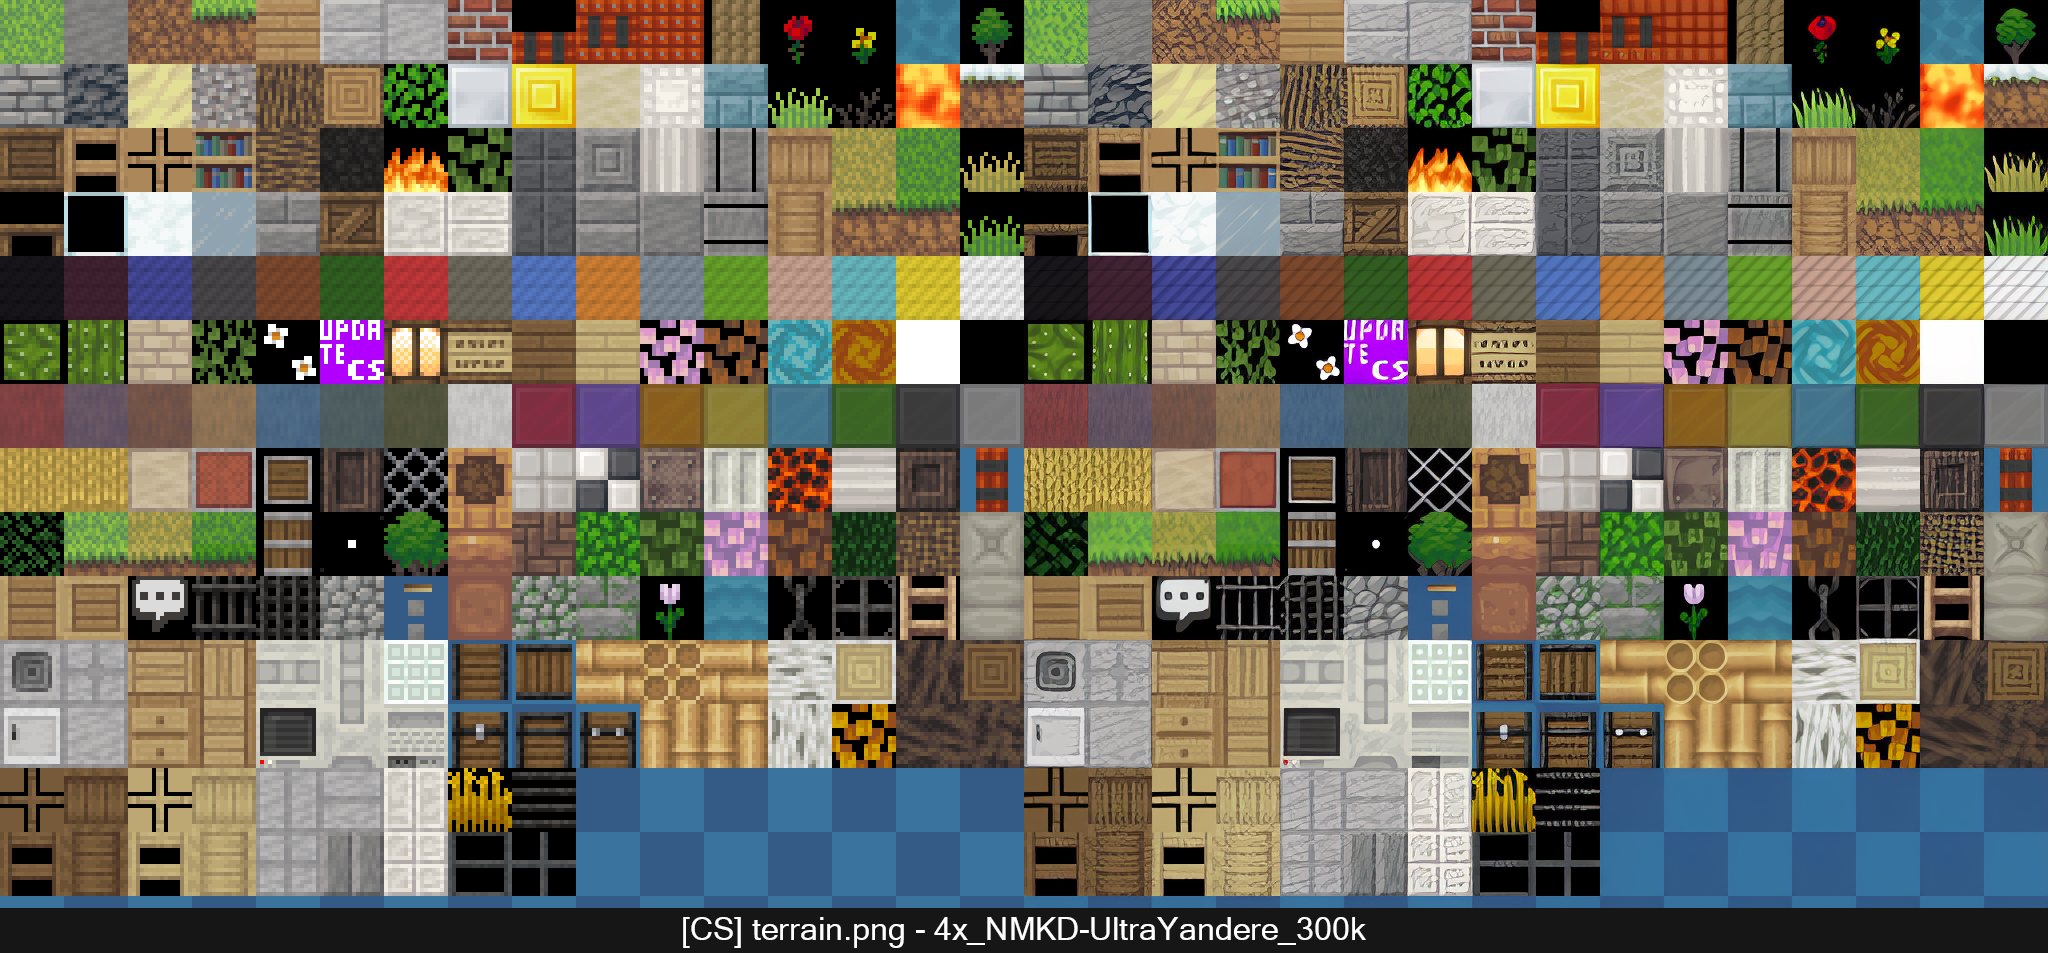 UPDA UPDA
TE TE
CS CS
[CS] terrain.png - 4x_NMKD-UltraYandere_300k